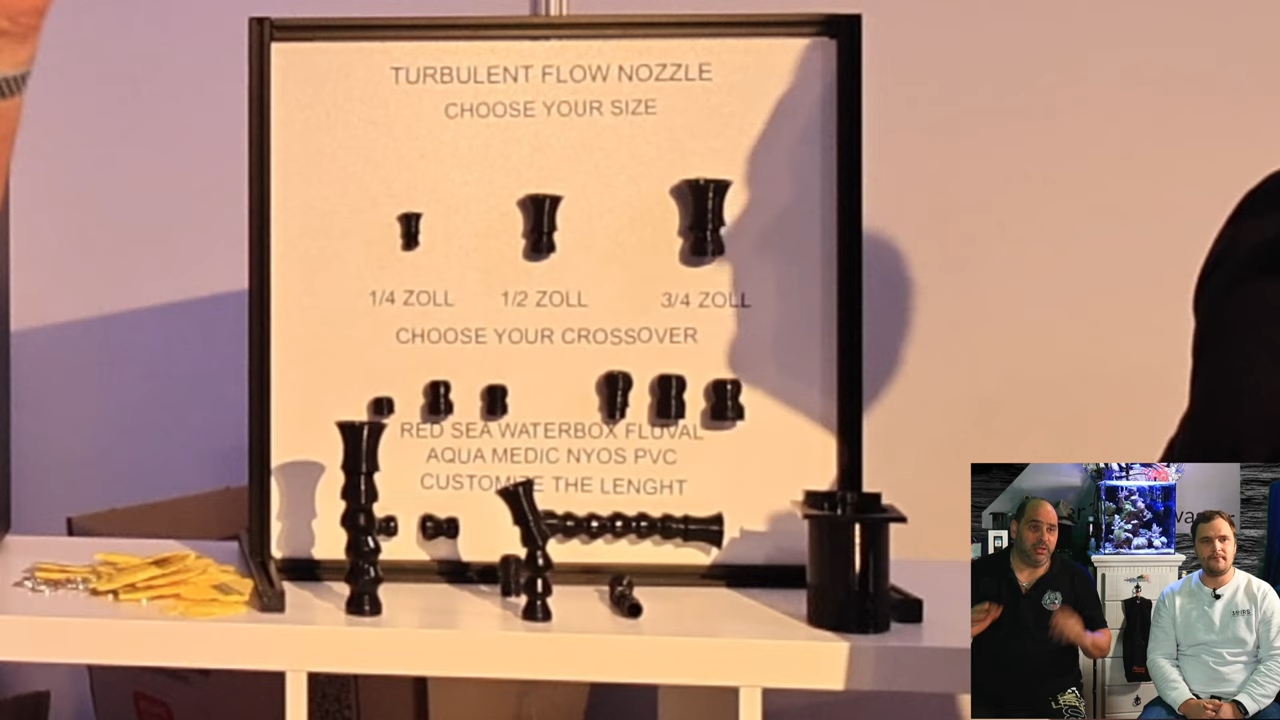 TURBULENT FLOW NOZZLE
CHOOSE YOUR SIZE
1/4 ZOLL 1/2 ZOLL 3/4 ZOLL
CHOOSE YOUR CROSSOVER
RED SEA WATERBOX FLUVAL
AQUA MEDIC NYOS PVC
CUSTOMIZE THE LENGHT